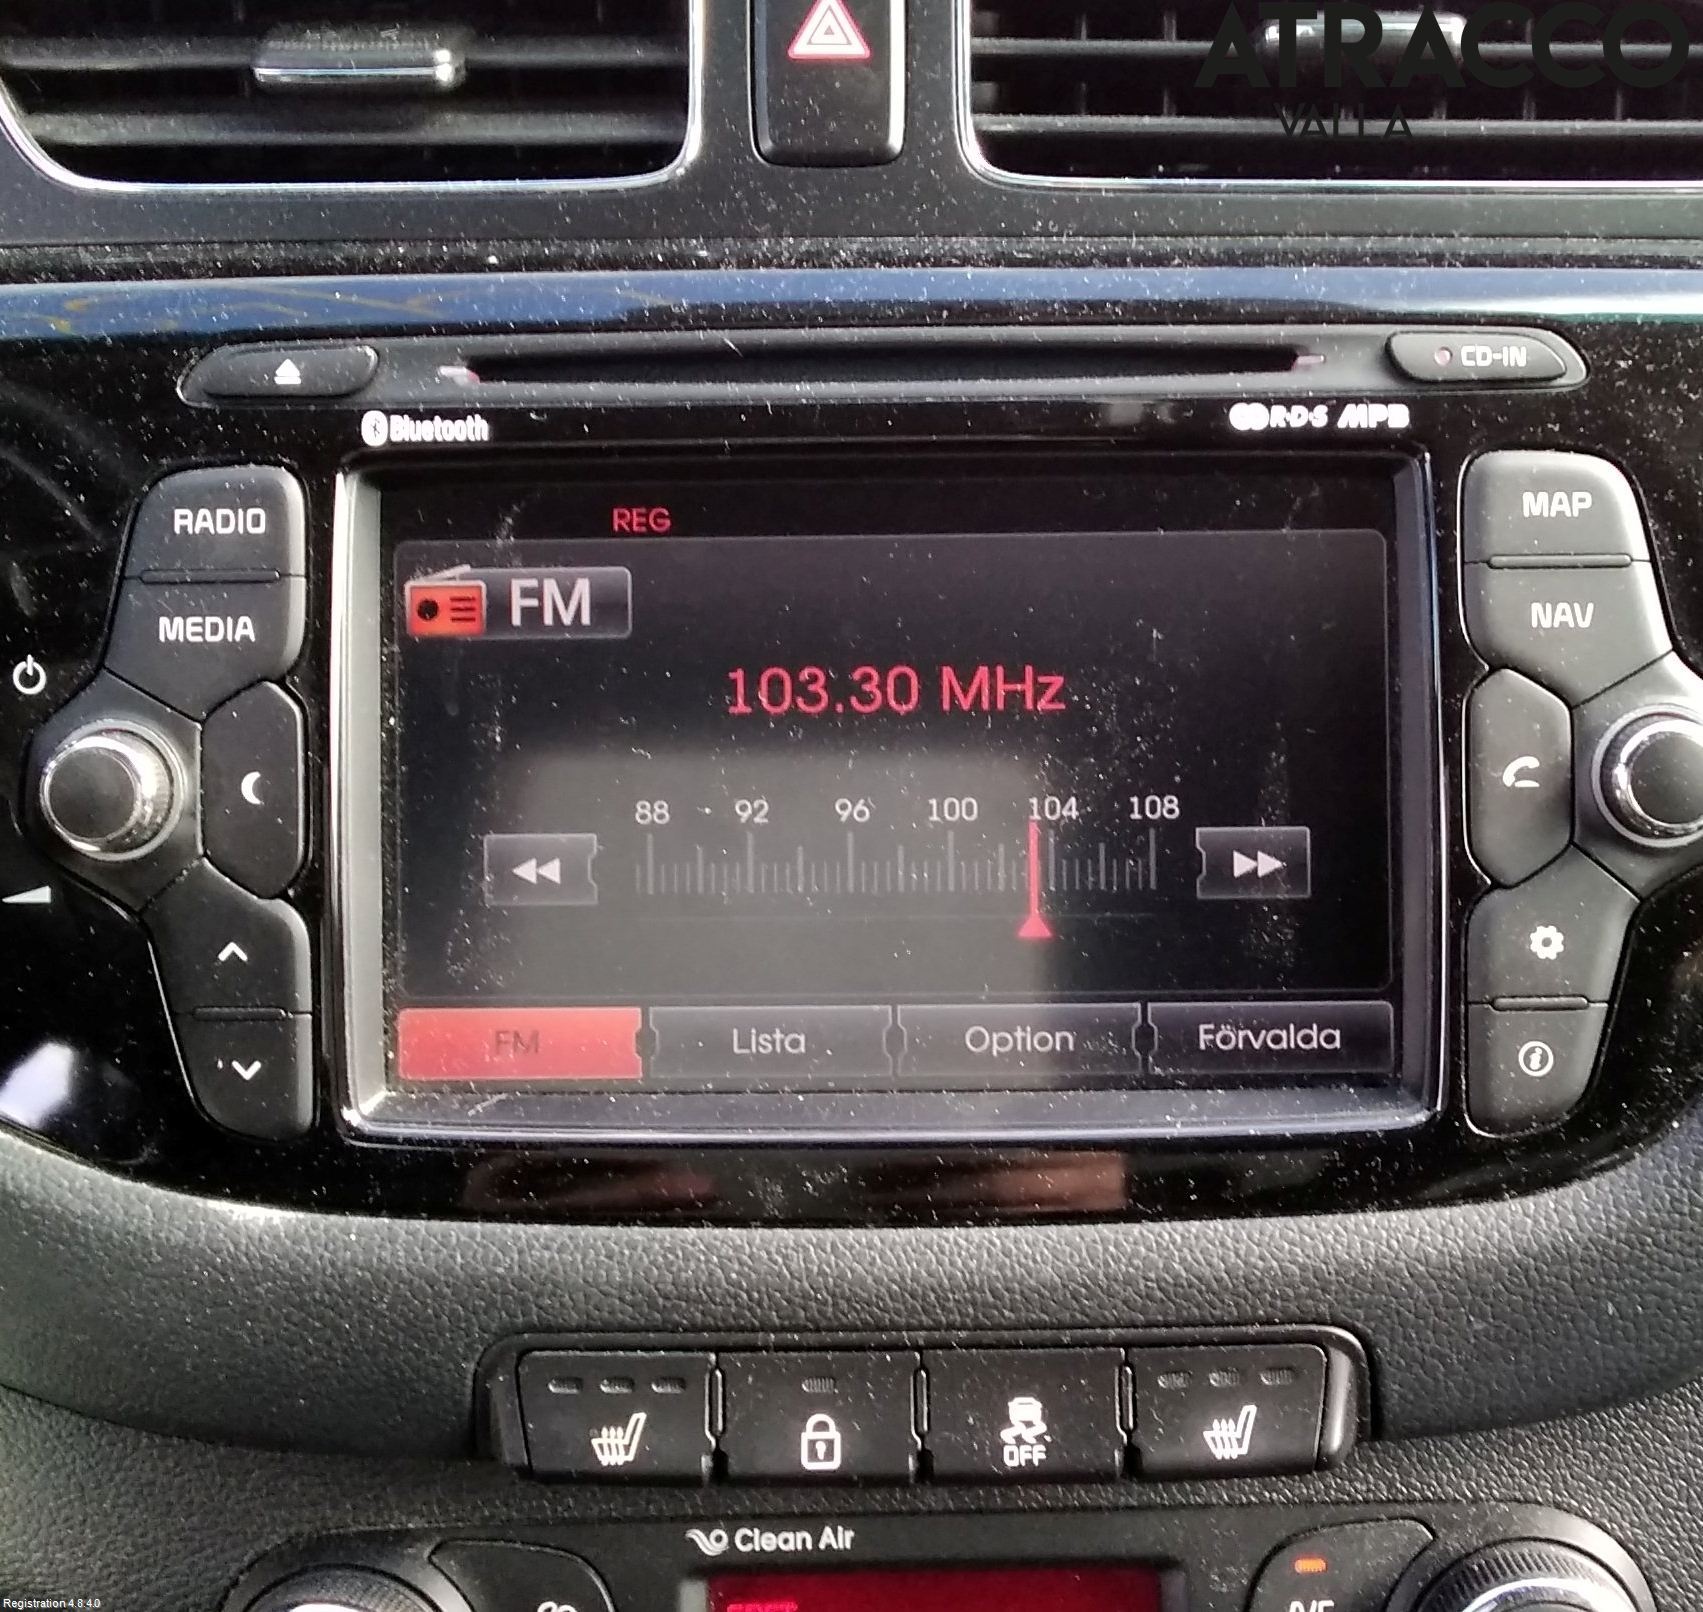 ATRACCO
VALLA
CD-IN
Bluetooth
R·D·S MP3
RADIO
MEDIA
MAP
NAV
REG
FM
103.30 MHz
88 92 96 100 104 108
FM Lista Option Förvalda
OFF
Clean Air
Registration 4.8.4.0